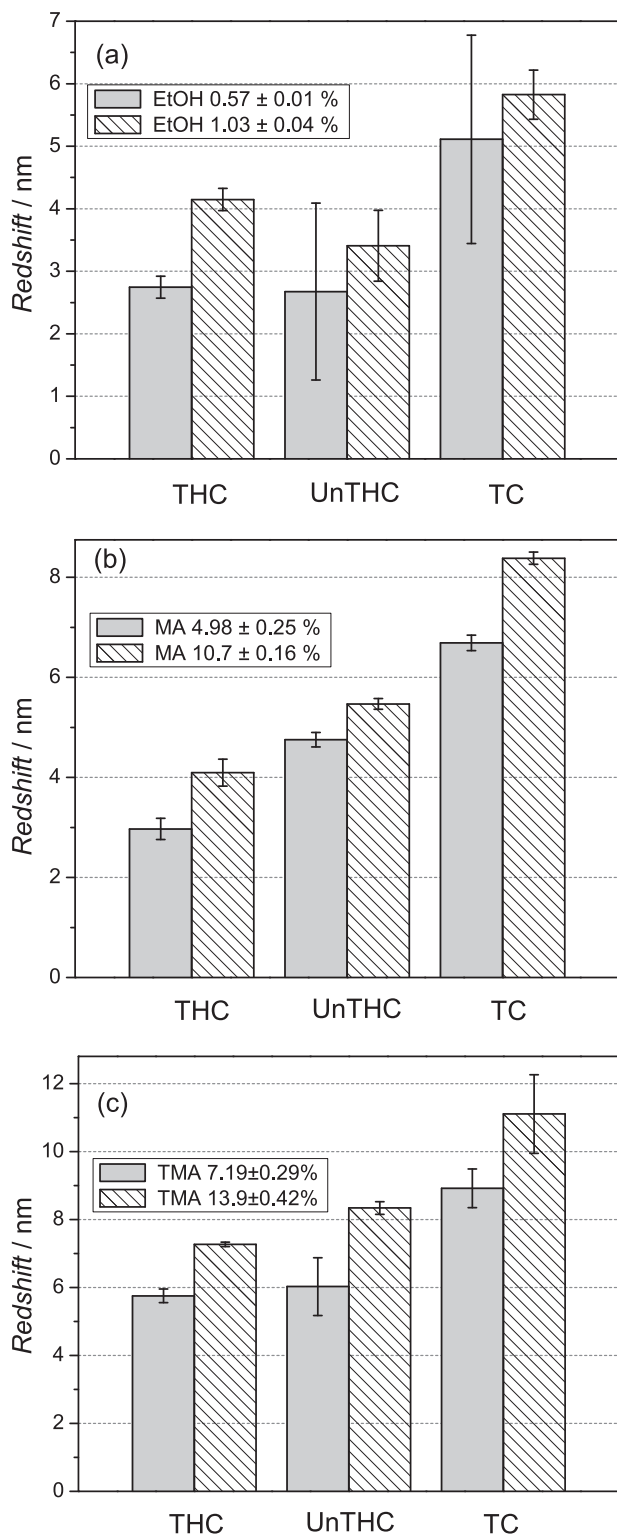 (a)
EtOH 0.57 ± 0.01 %
EtOH 1.03 ± 0.04 %
Redshift / nm
7
6
5
4
3
2
1
0
THC UnTHC TC
(b)
MA 4.98 ± 0.25 %
MA 10.7 ± 0.16 %
Redshift / nm
8
6
4
2
0
THC UnTHC TC
(c)
TMA 7.19±0.29%
TMA 13.9±0.42%
Redshift / nm
12
10
8
6
4
2
0
THC UnTHC TC